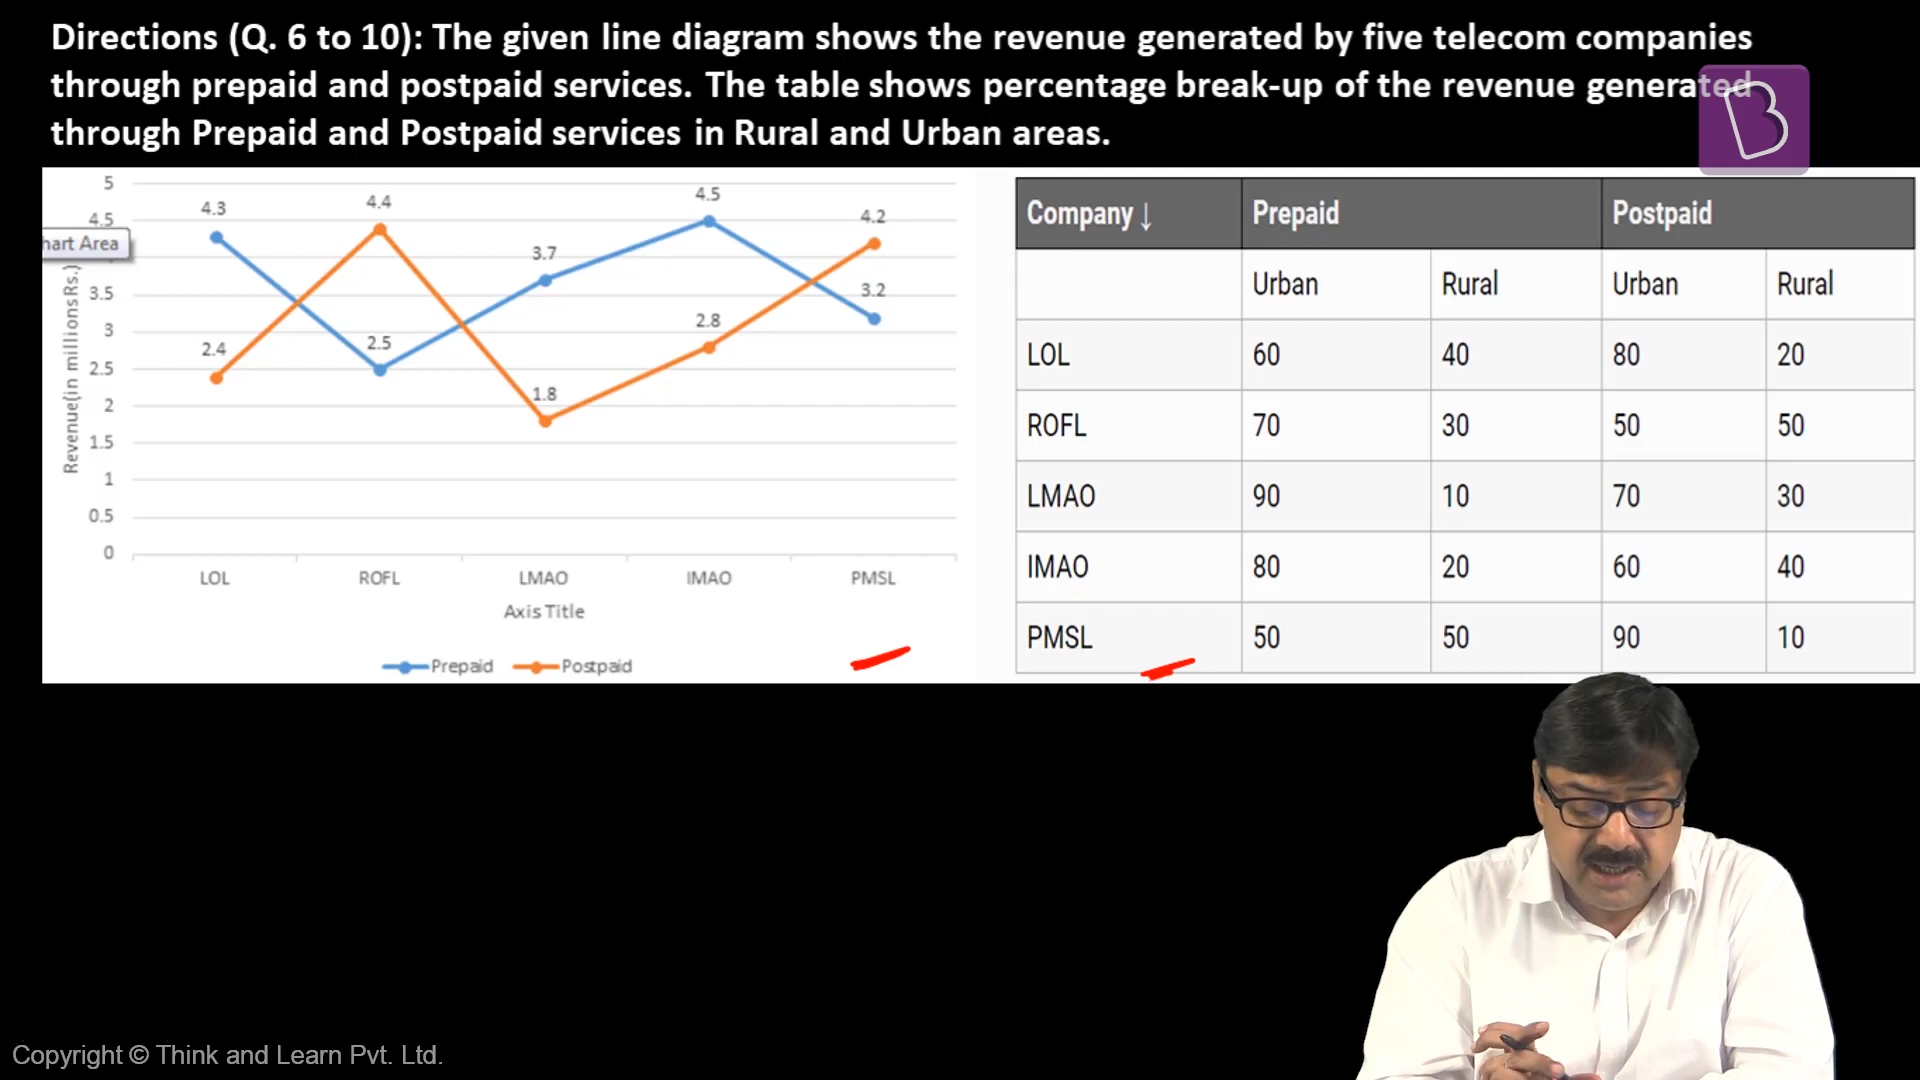 Directions (Q. 6 to 10): The given line diagram shows the revenue generated by five telecom companies
through prepaid and postpaid services. The table shows percentage break-up of the revenue generated
through Prepaid and Postpaid services in Rural and Urban areas.
B
5
4.5
3.5
3
2.5
2
1.5
1
0.5
0
hart Area
Revenue(in millionsRs.)
4.3 4.4 4.5 4.2
3.7 3.2
2.4 2.5 2.8
1.8
LOL ROFL LMAO IMAO PMSL
Axis Title
Prepaid Postpaid
Company↓ Prepaid Postpaid
Urban Rural Urban Rural
LOL 60 40 80 20
ROFL 70 30 50 50
LMAO 90 10 70 30
IMAO 80 20 60 40
PMSL 50 50 90 10
Copyright © Think and Learn Pvt. Ltd.